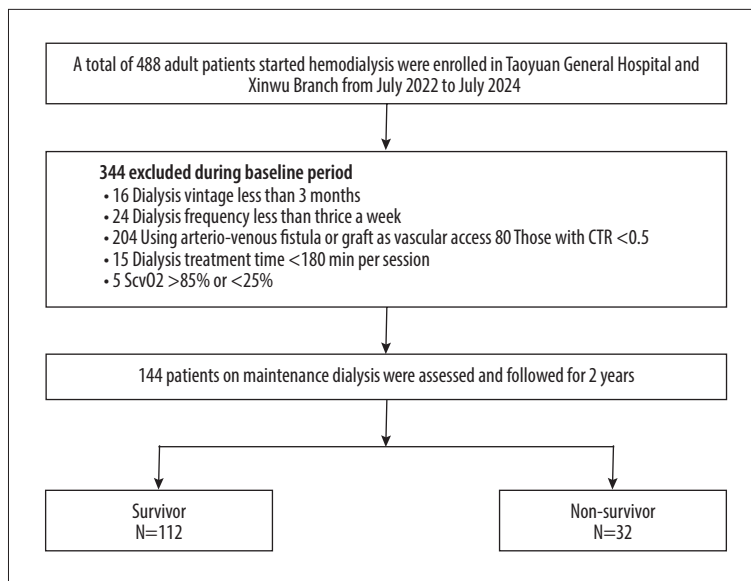 A total of 488 adult patients started hemodialysis were enrolled in Taoyuan General Hospital and
Xinwu Branch from July 2022 to July 2024
344 excluded during baseline period
• 16 Dialysis vintage less than 3 months
• 24 Dialysis frequency less than thrice a week
• 204 Using arterio-venous fistula or graft as vascular access 80 Those with CTR <0.5
• 15 Dialysis treatment time <180 min per session
• 5 ScvO2 >85% or <25%
144 patients on maintenance dialysis were assessed and followed for 2 years
Survivor
N=112
Non-survivor
N=32